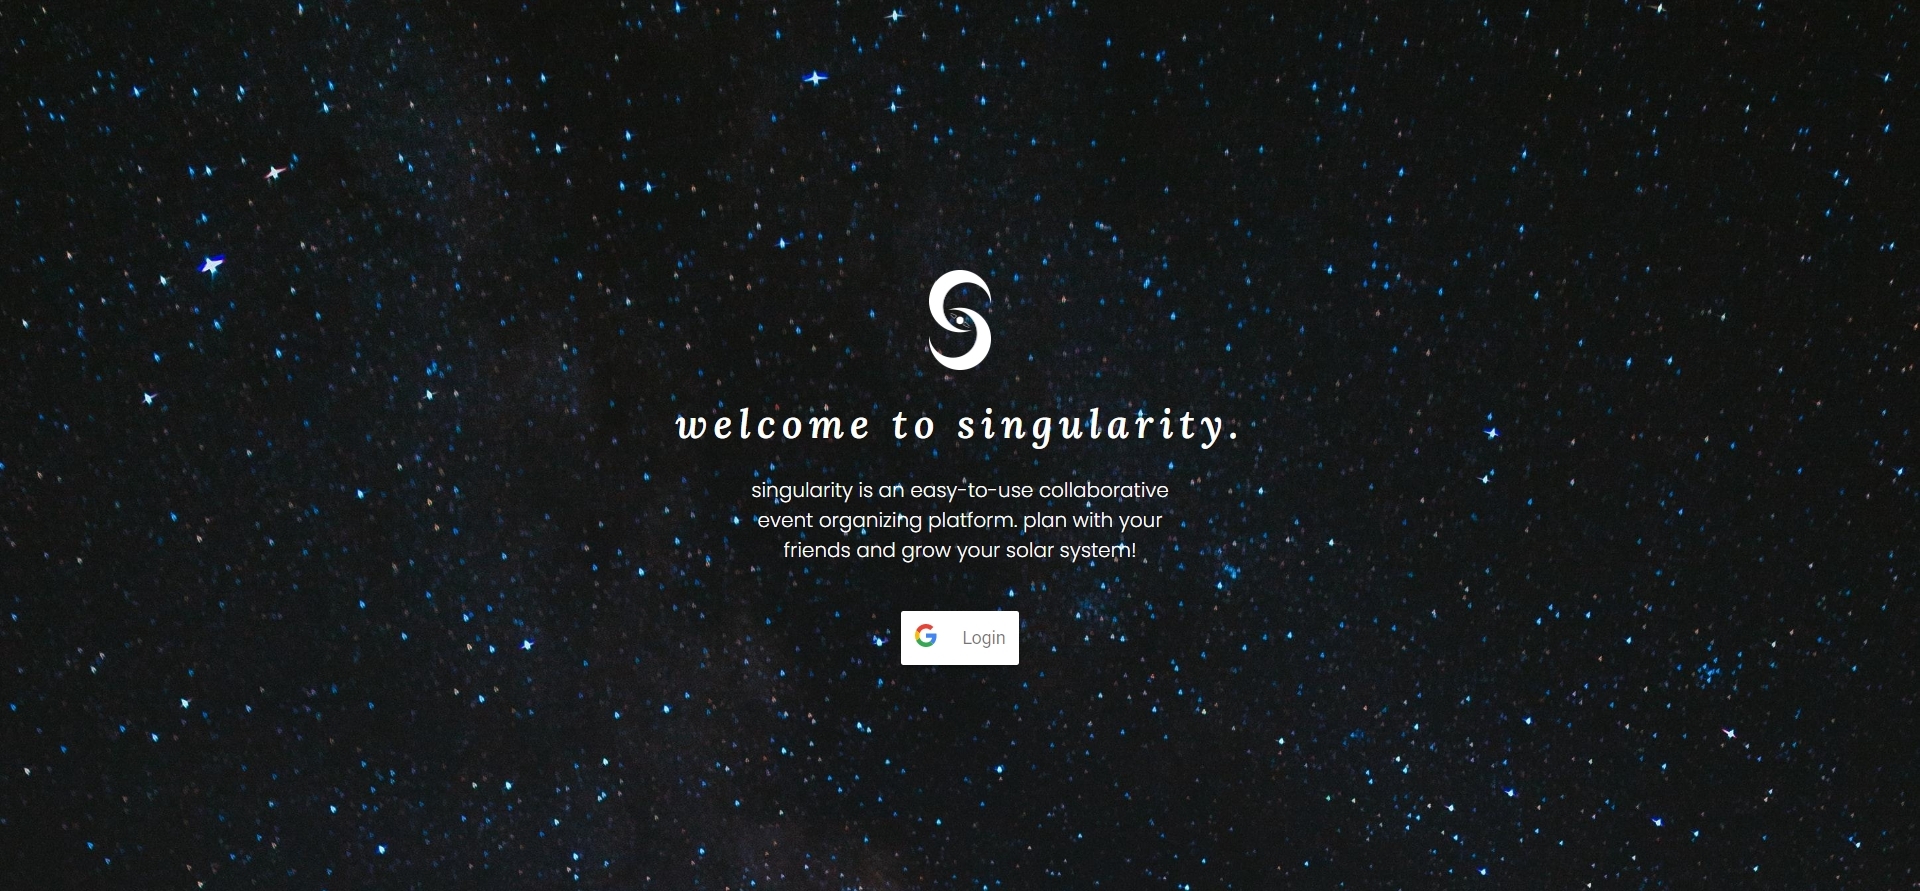 welcome to singularity.
singularity is an easy-to-use collaborative
event organizing platform. plan with your
friends and grow your solar system!
Login